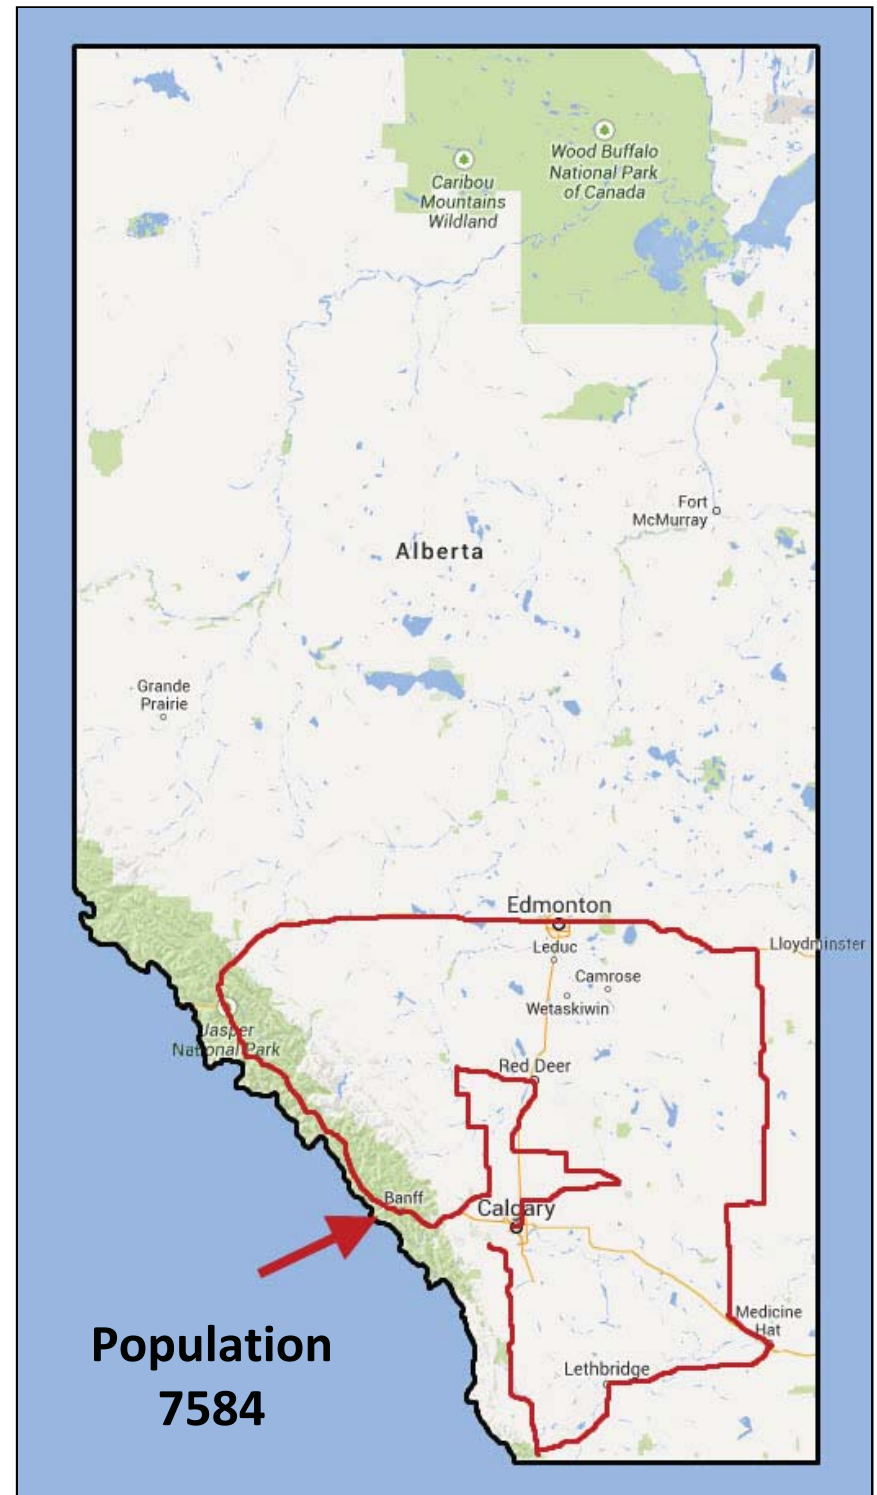 Wood Buffalo
National Park
of Canada
Caribou
Mountains
Wildland
Fort
McMurray
Alberta
Grande
Prairie
Edmonton
Leduc
Lloydminster
Camrose
Wetaskiwin
Jasper
National Park
Red Deer
Banff
Calgary
Medicine
Hat
Population
7584
Lethbridge